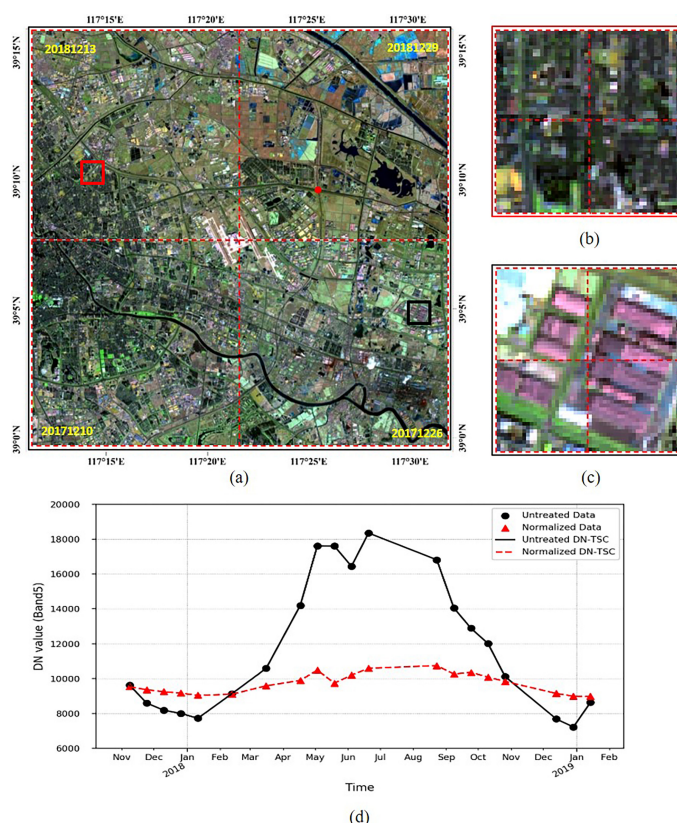 117°15'E 117°20'E 117°25'E 117°30'E
39°15'N 39°10'N 39°5'N 39°0'N
20181213 20181229
20171210 20171226
39°15'N 39°10'N 39°5'N 39°0'N
117°15'E 117°20'E 117°25'E 117°30'E
(a)
(b)
(c)
20000
18000
16000
14000
12000
10000
8000
6000
DN value (Band5)
Untreated Data
Normalized Data
Untreated DN-TSC
Normalized DN-TSC
Nov Dec Jan Feb Mar Apr May Jun Jul Aug Sep Oct Nov Dec Jan Feb
2018 2019
Time
(d)